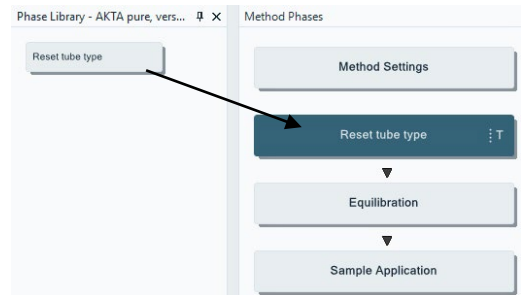 Phase Library - AKTA pure, vers...
Reset tube type
Method Phases
Method Settings
Reset tube type
T
Equilibration
Sample Application